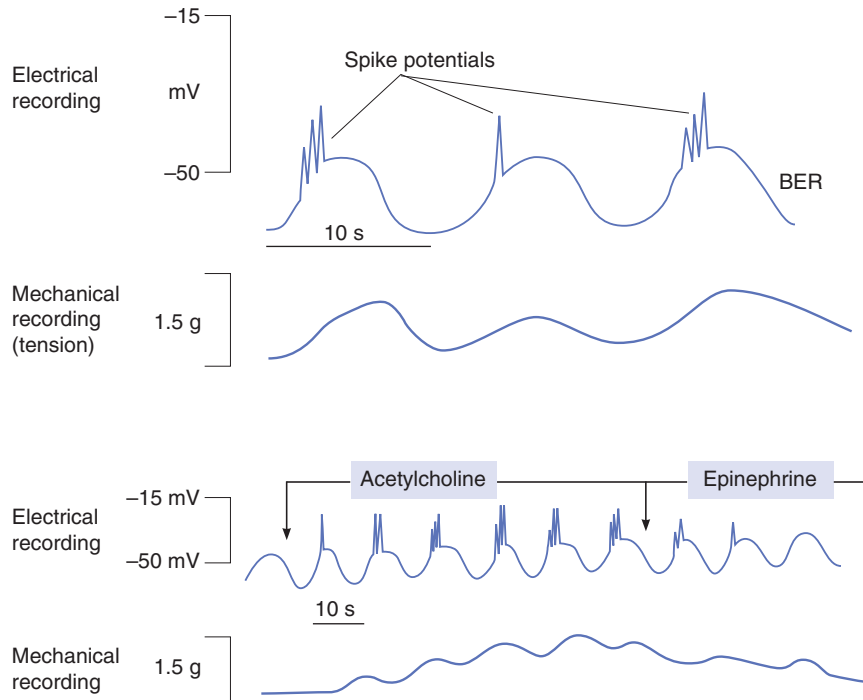 –15
Spike potentials
Electrical
recording
mV
–50
BER
10 s
Mechanical
recording
(tension)
1.5 g
Acetylcholine
Epinephrine
–15 mV
Electrical
recording
–50 mV
10 s
Mechanical
recording
1.5 g